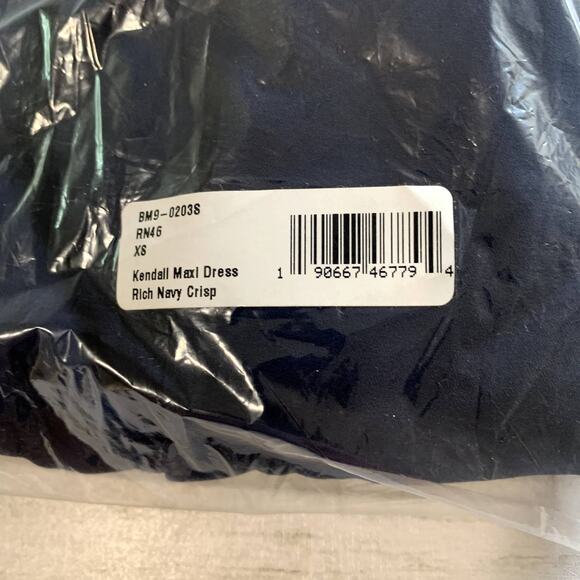 BM9-0203S
RN46
XS
Kendall Maxi Dress
Rich Navy Crisp
1 90667 46779 4